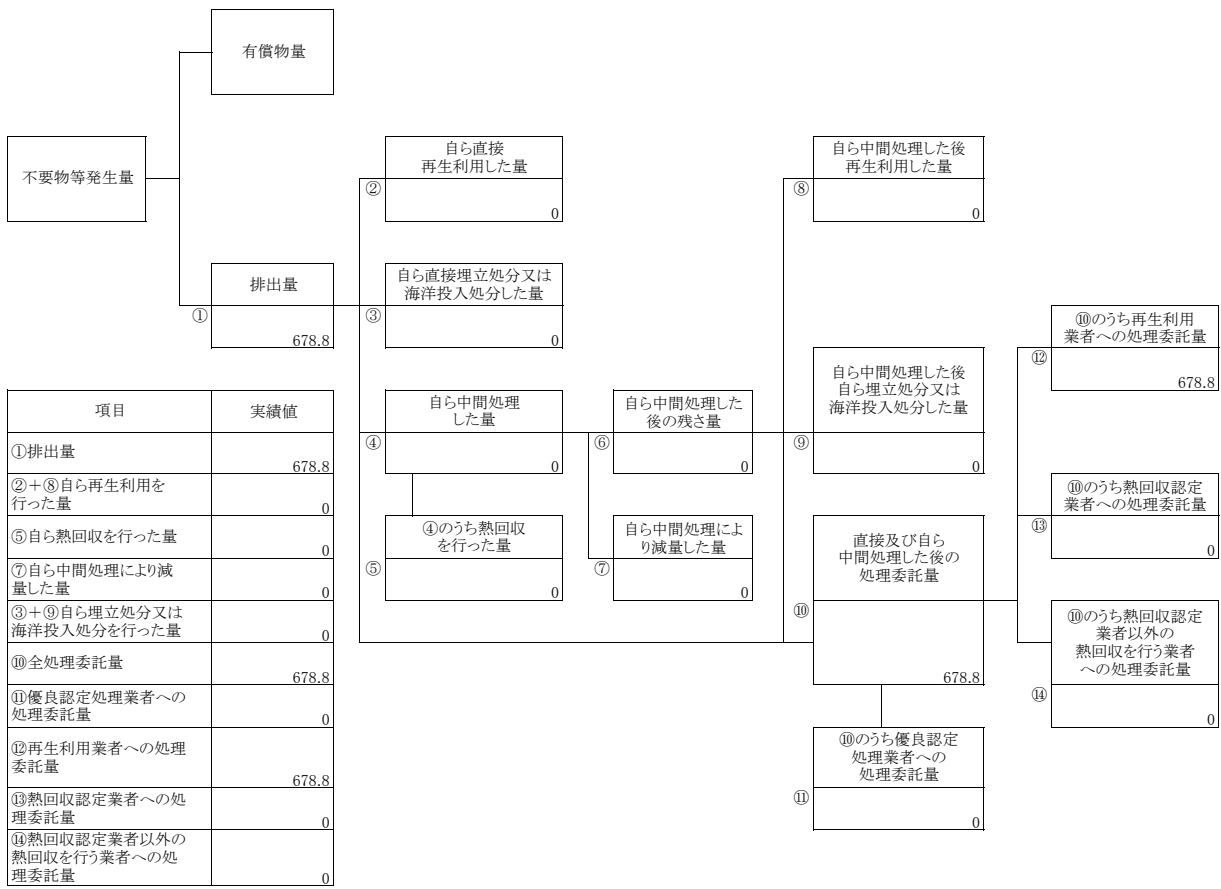 有償物量
不要物等発生量
自ら直接
再生利用した量
②
0
自ら中間処理した後
再生利用した量
⑧
0
排出量
①
678.8
自ら直接埋立処分又は
海洋投入処分した量
③
0
⑩のうち再生利用
業者への処理委託量
⑫
678.8
自ら中間処理
した量
④
0
自ら中間処理した
後の残さ量
⑥
0
自ら中間処理した後
自ら埋立処分又は
海洋投入処分した量
⑨
0
⑩のうち熱回収認定
業者への処理委託量
⑬
0
④のうち熱回収
を行った量
⑤
0
自ら中間処理によ
り減量した量
⑦
0
直接及び自ら
中間処理した後の
処理委託量
⑩
678.8
⑩のうち熱回収認定
業者以外の
熱回収を行う業者
への処理委託量
⑭
0
⑩のうち優良認定
処理業者への
処理委託量
⑪
0
項目 実績値
①排出量
678.8
②+⑧自ら再生利用を
行った量
0
⑤自ら熱回収を行った量
0
⑦自ら中間処理により減
量した量
0
③+⑨自ら埋立処分又は
海洋投入処分を行った量
0
⑩全処理委託量
678.8
⑪優良認定処理業者への
処理委託量
0
⑫再生利用業者への処理
委託量
678.8
⑬熱回収認定業者への処
理委託量
0
⑭熱回収認定業者以外の
熱回収を行う業者への処
理委託量
0